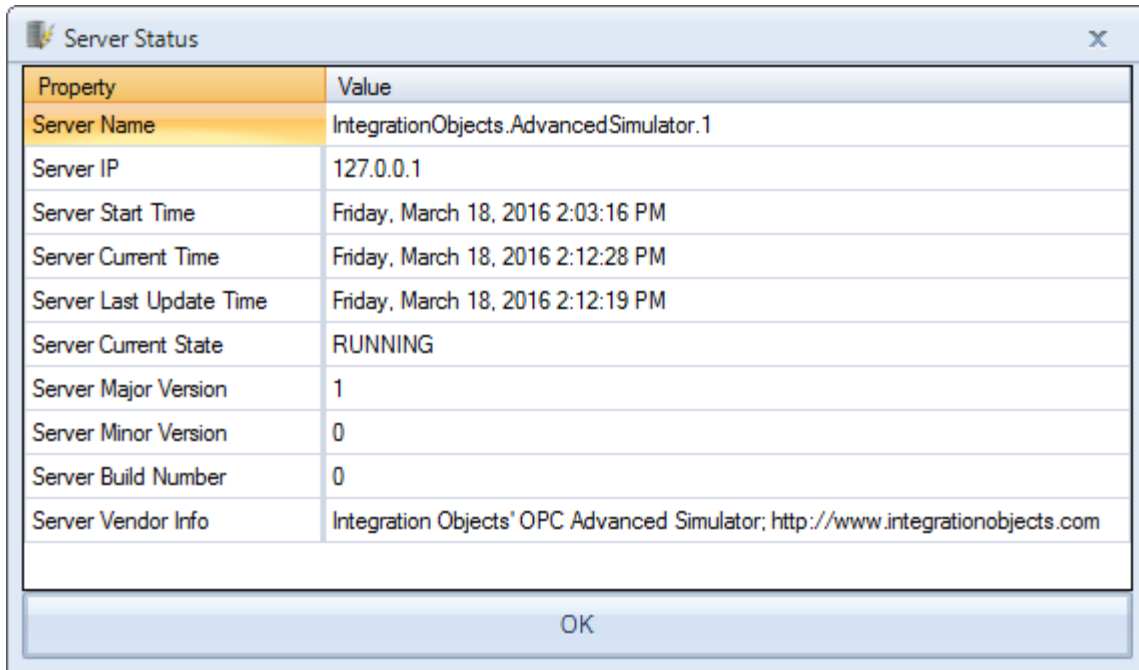 Server Status
Property Value
Server Name IntegrationObjects.AdvancedSimulator.1
Server IP 127.0.0.1
Server Start Time Friday, March 18, 2016 2:03:16 PM
Server Current Time Friday, March 18, 2016 2:12:28 PM
Server Last Update Time Friday, March 18, 2016 2:12:19 PM
Server Current State RUNNING
Server Major Version 1
Server Minor Version 0
Server Build Number 0
Server Vendor Info Integration Objects' OPC Advanced Simulator; http://www.integrationobjects.com
OK